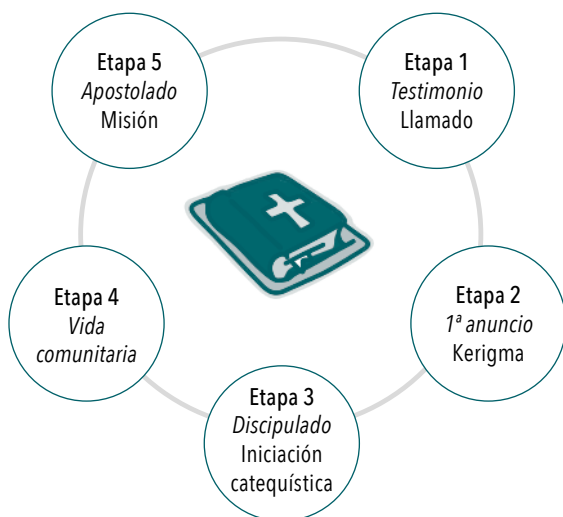 Etapa 1
Testimonio
Llamado
Etapa 2
1ª anuncio
Kerigma
Etapa 3
Discipulado
Iniciación
catequística
Etapa 4
Vida
comunitaria
Etapa 5
Apostolado
Misión